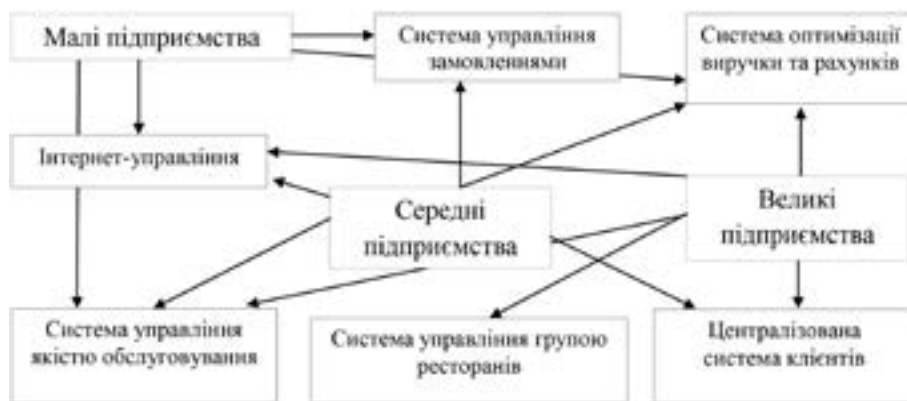 Малі підприємства
Система управління
замовленнями
Система оптимізації
виручки та рахунків
Інтернет-управління
Середні
підприємства
Великі
підприємства
Система управління
якістю обслуговування
Система управління групою
ресторанів
Централізована
система клієнтів